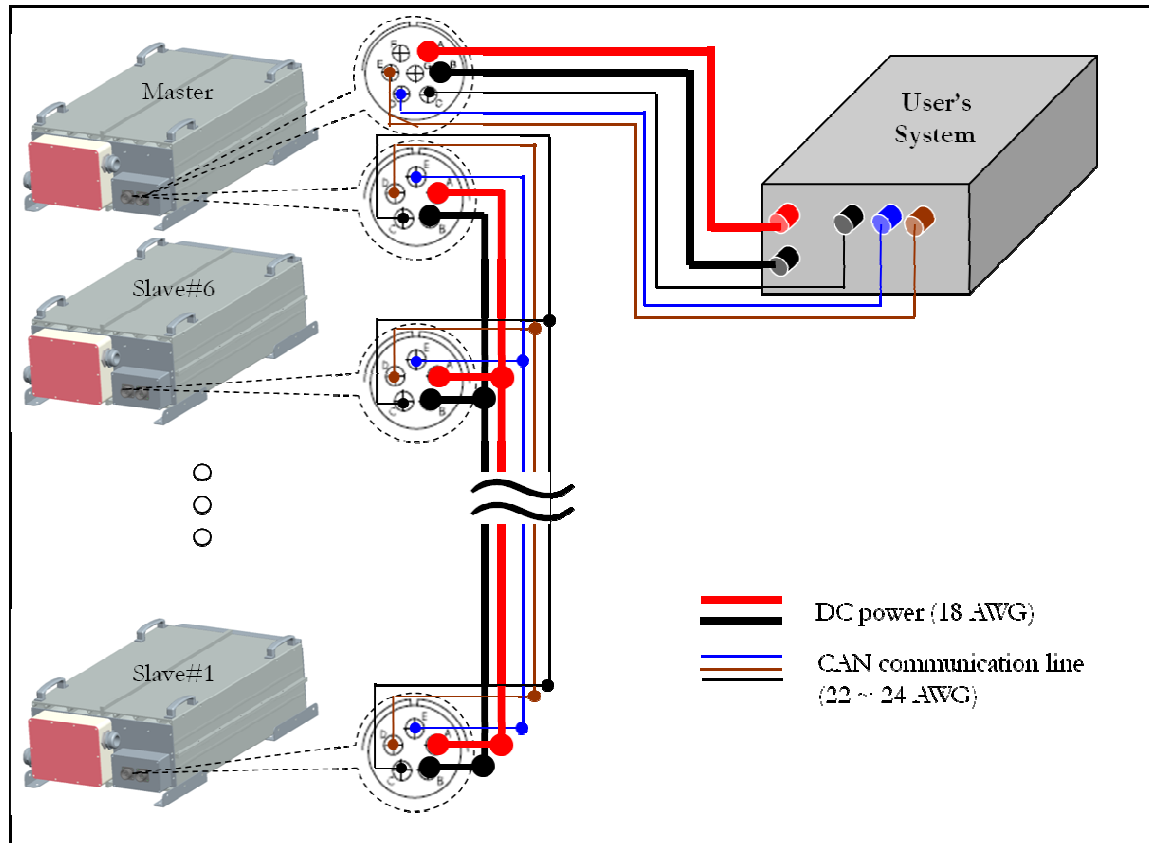 Master
F A
E G B
D C
User's
System
E
D A
C B
Slave#6
E
D A
C B
DC power (18 AWG)
CAN communication line
(22 ~ 24 AWG)
Slave#1
E
D A
C B